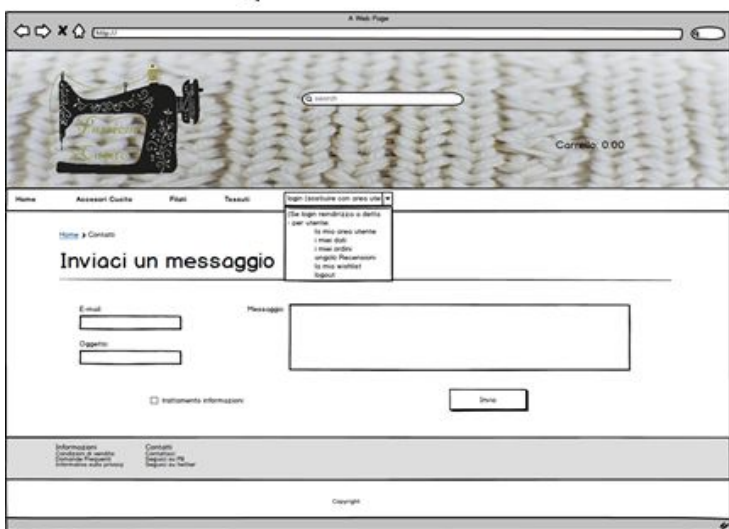 A Web Page
http://
search
Carrello: 0.00
Home Accessori Cucito Filati Tessuti login (sostituire con area ute
(Se login reindirizzo a detta
: per utente:
la mia area utente
i miei dati
i miei ordini
angolo Recensioni
la mia wishlist
logout
Home > Contatti
Inviaci un messaggio
E-mail:
Messaggio:
Oggetto:
trattamento informazioni
Invia
Informazioni
Condizioni di vendita
Domande Frequenti
Informativa sulla privacy
Contatti
Contattaci
Seguici su FB
Seguici su twitter
Copyright